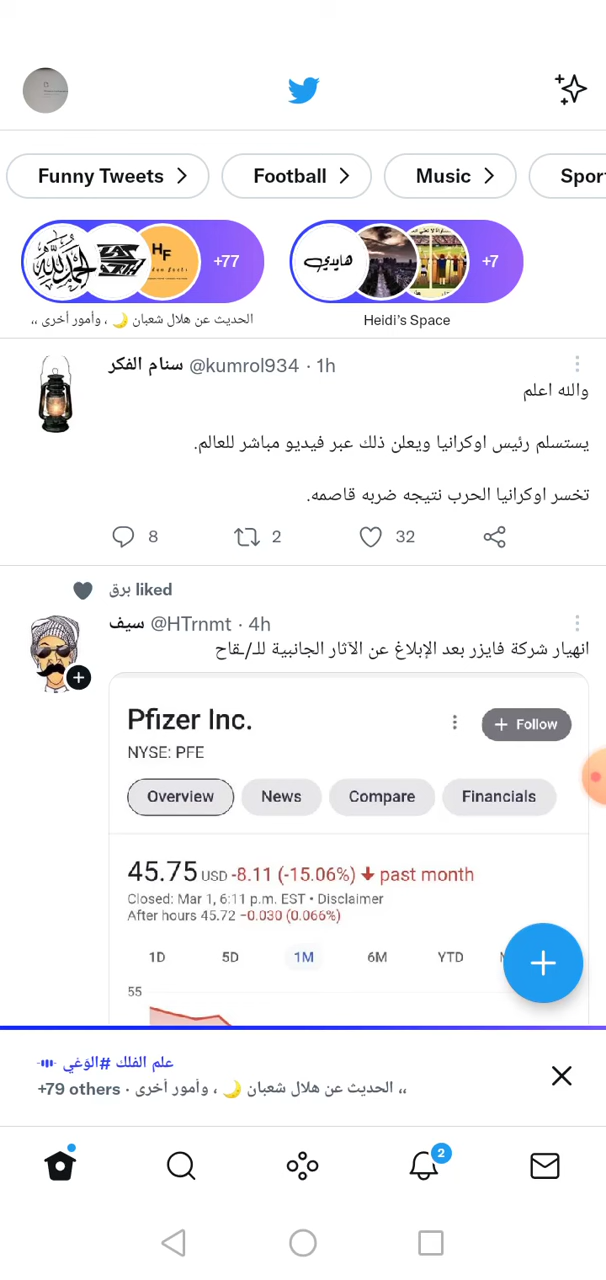 Funny Tweets
Football
Music
Spor
HF
+77
هايدي
+7
الحديث عن هلال شعبان 🌙 ، وأمور أخرى ،،
Heidi's Space
سنام الفكر @kumrol934 · 1h
والله اعلم
يستسلم رئيس اوكرانيا ويعلن ذلك عبر فيديو مباشر للعالم.
تخسر اوكرانيا الحرب نتيجه ضربه قاصمه.
8 2 32
برق liked
سيف @HTrnmt · 4h
انهيار شركة فايزر بعد الإبلاغ عن الآثار الجانبية للـ/ـقاح
Pfizer Inc.
+ Follow
NYSE: PFE
Overview News Compare Financials
45.75 USD -8.11 (-15.06%) ↓ past month
Closed: Mar 1, 6:11 p.m. EST • Disclaimer
After hours 45.72 −0.030 (0.066%)
1D 5D 1M 6M YTD
55
علم الفلك #الوَغي
+79 others · الحديث عن هلال شعبان 🌙 ، وأمور أخرى ،،
2